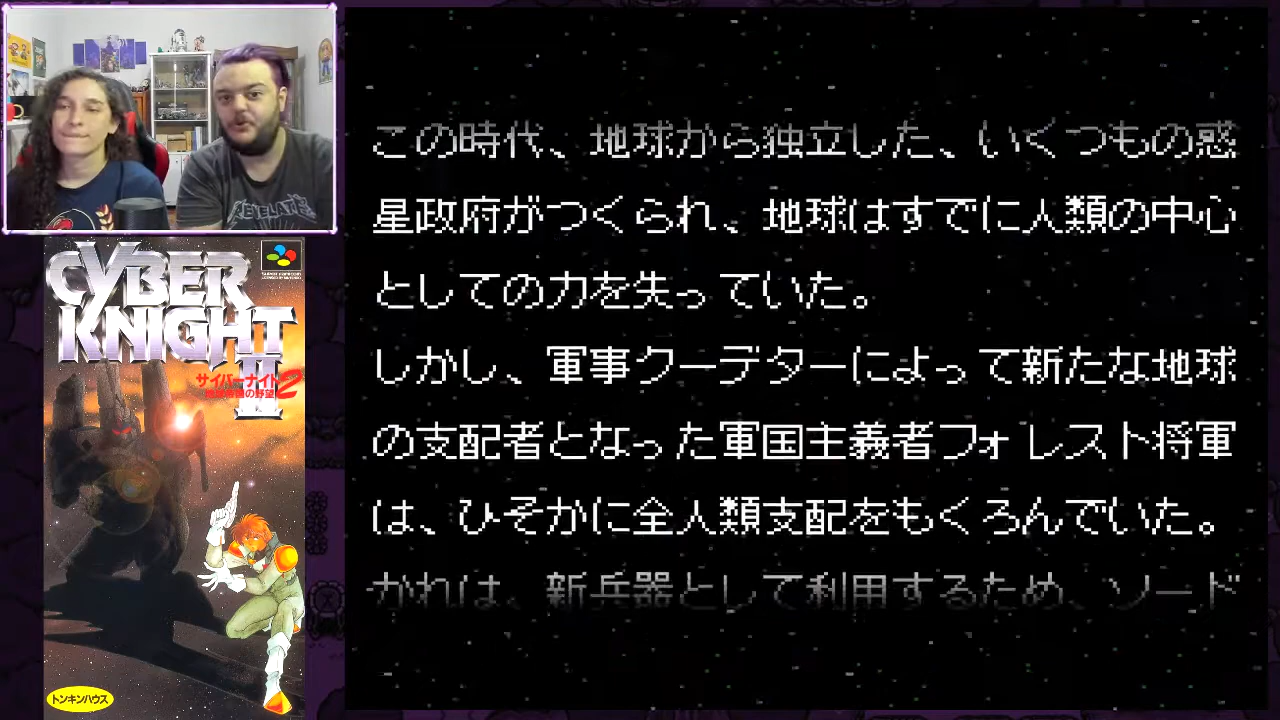 この時代、地球から独立した、いくつもの惑
星政府がつくられ、地球はすでに人類の中心
としての力を失っていた。
しかし、軍事クーデターによって新たな地球
の支配者となった軍国主義者フォレスト将軍
は、ひそかに全人類支配をもくろんでいた。
かれは、新兵器として利用するため、ソード
CYBER
KNIGHT
II
サイバーナイト2
地球帝国の野望
トンキンハウス